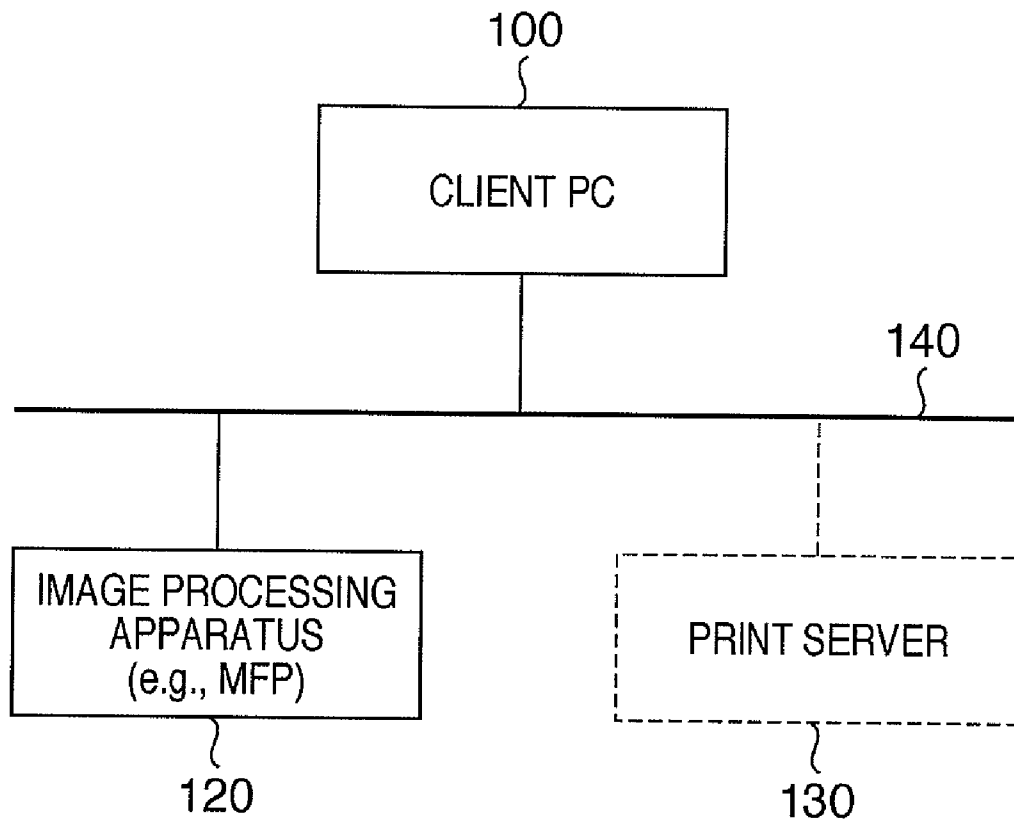 100
CLIENT PC
140
IMAGE PROCESSING
APPARATUS
(e.g., MFP)
PRINT SERVER
120
130